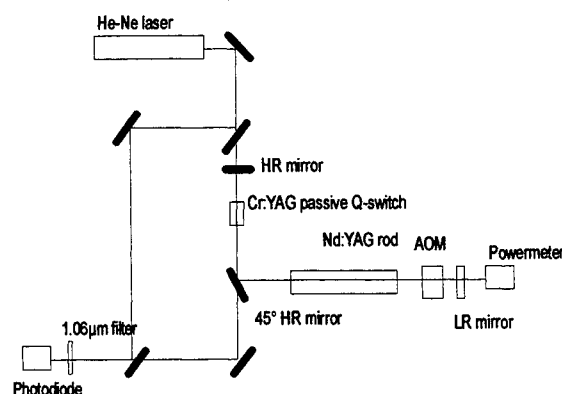 He-Ne laser
HR mirror
Cr:YAG passive Q-switch
Nd:YAG rod
AOM
Powermeter
45° HR mirror
LR mirror
1.06μm filter
Photodiode